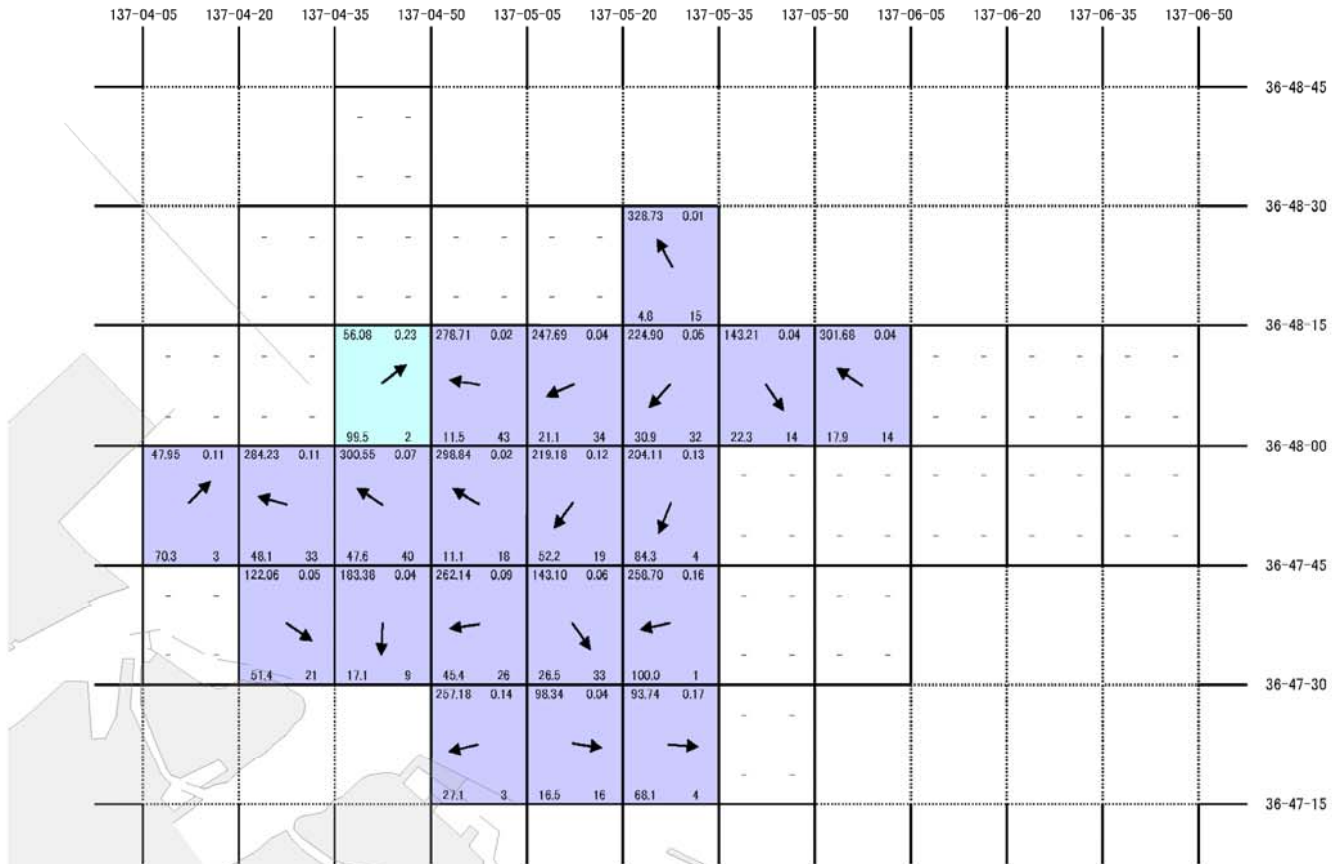 137-04-05 137-04-20 137-04-35 137-04-50 137-05-05 137-05-20 137-05-35 137-05-50 137-06-05 137-06-20 137-06-35 137-06-50
36-48-45
- -
- -
36-48-30
328.73 0.01
- - - - - - - -
- - - - - - - -
4.8 15
36-48-15
56.08 0.23 278.71 0.02 247.69 0.04 224.90 0.05 143.21 0.04 301.68 0.04
- - - - - - - - - -
- - - - - - - - - -
99.5 2 11.5 43 21.1 34 30.9 32 22.3 14 17.9 14
36-48-00
47.95 0.11 284.23 0.11 300.55 0.07 298.84 0.02 219.18 0.12 204.11 0.13
- - - - - - - - - -
- - - - - - - - - -
70.3 3 48.1 33 47.6 40 11.1 18 52.2 19 84.3 4
36-47-45
122.06 0.05 183.38 0.04 262.14 0.09 143.10 0.06 258.70 0.16
- - - - - -
- - - - - -
51.4 21 17.1 9 45.4 26 26.5 33 100.0 1
36-47-30
257.18 0.14 98.34 0.04 93.74 0.17
- -
- -
27.1 3 16.5 16 68.1 4
36-47-15